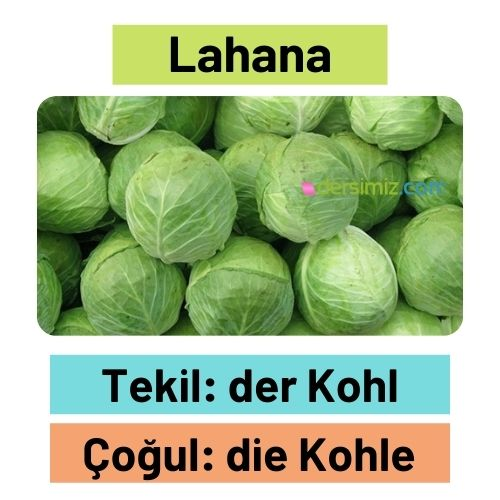 Lahana
dersimiz.com
Tekil: der Kohl
Çoğul: die Kohle